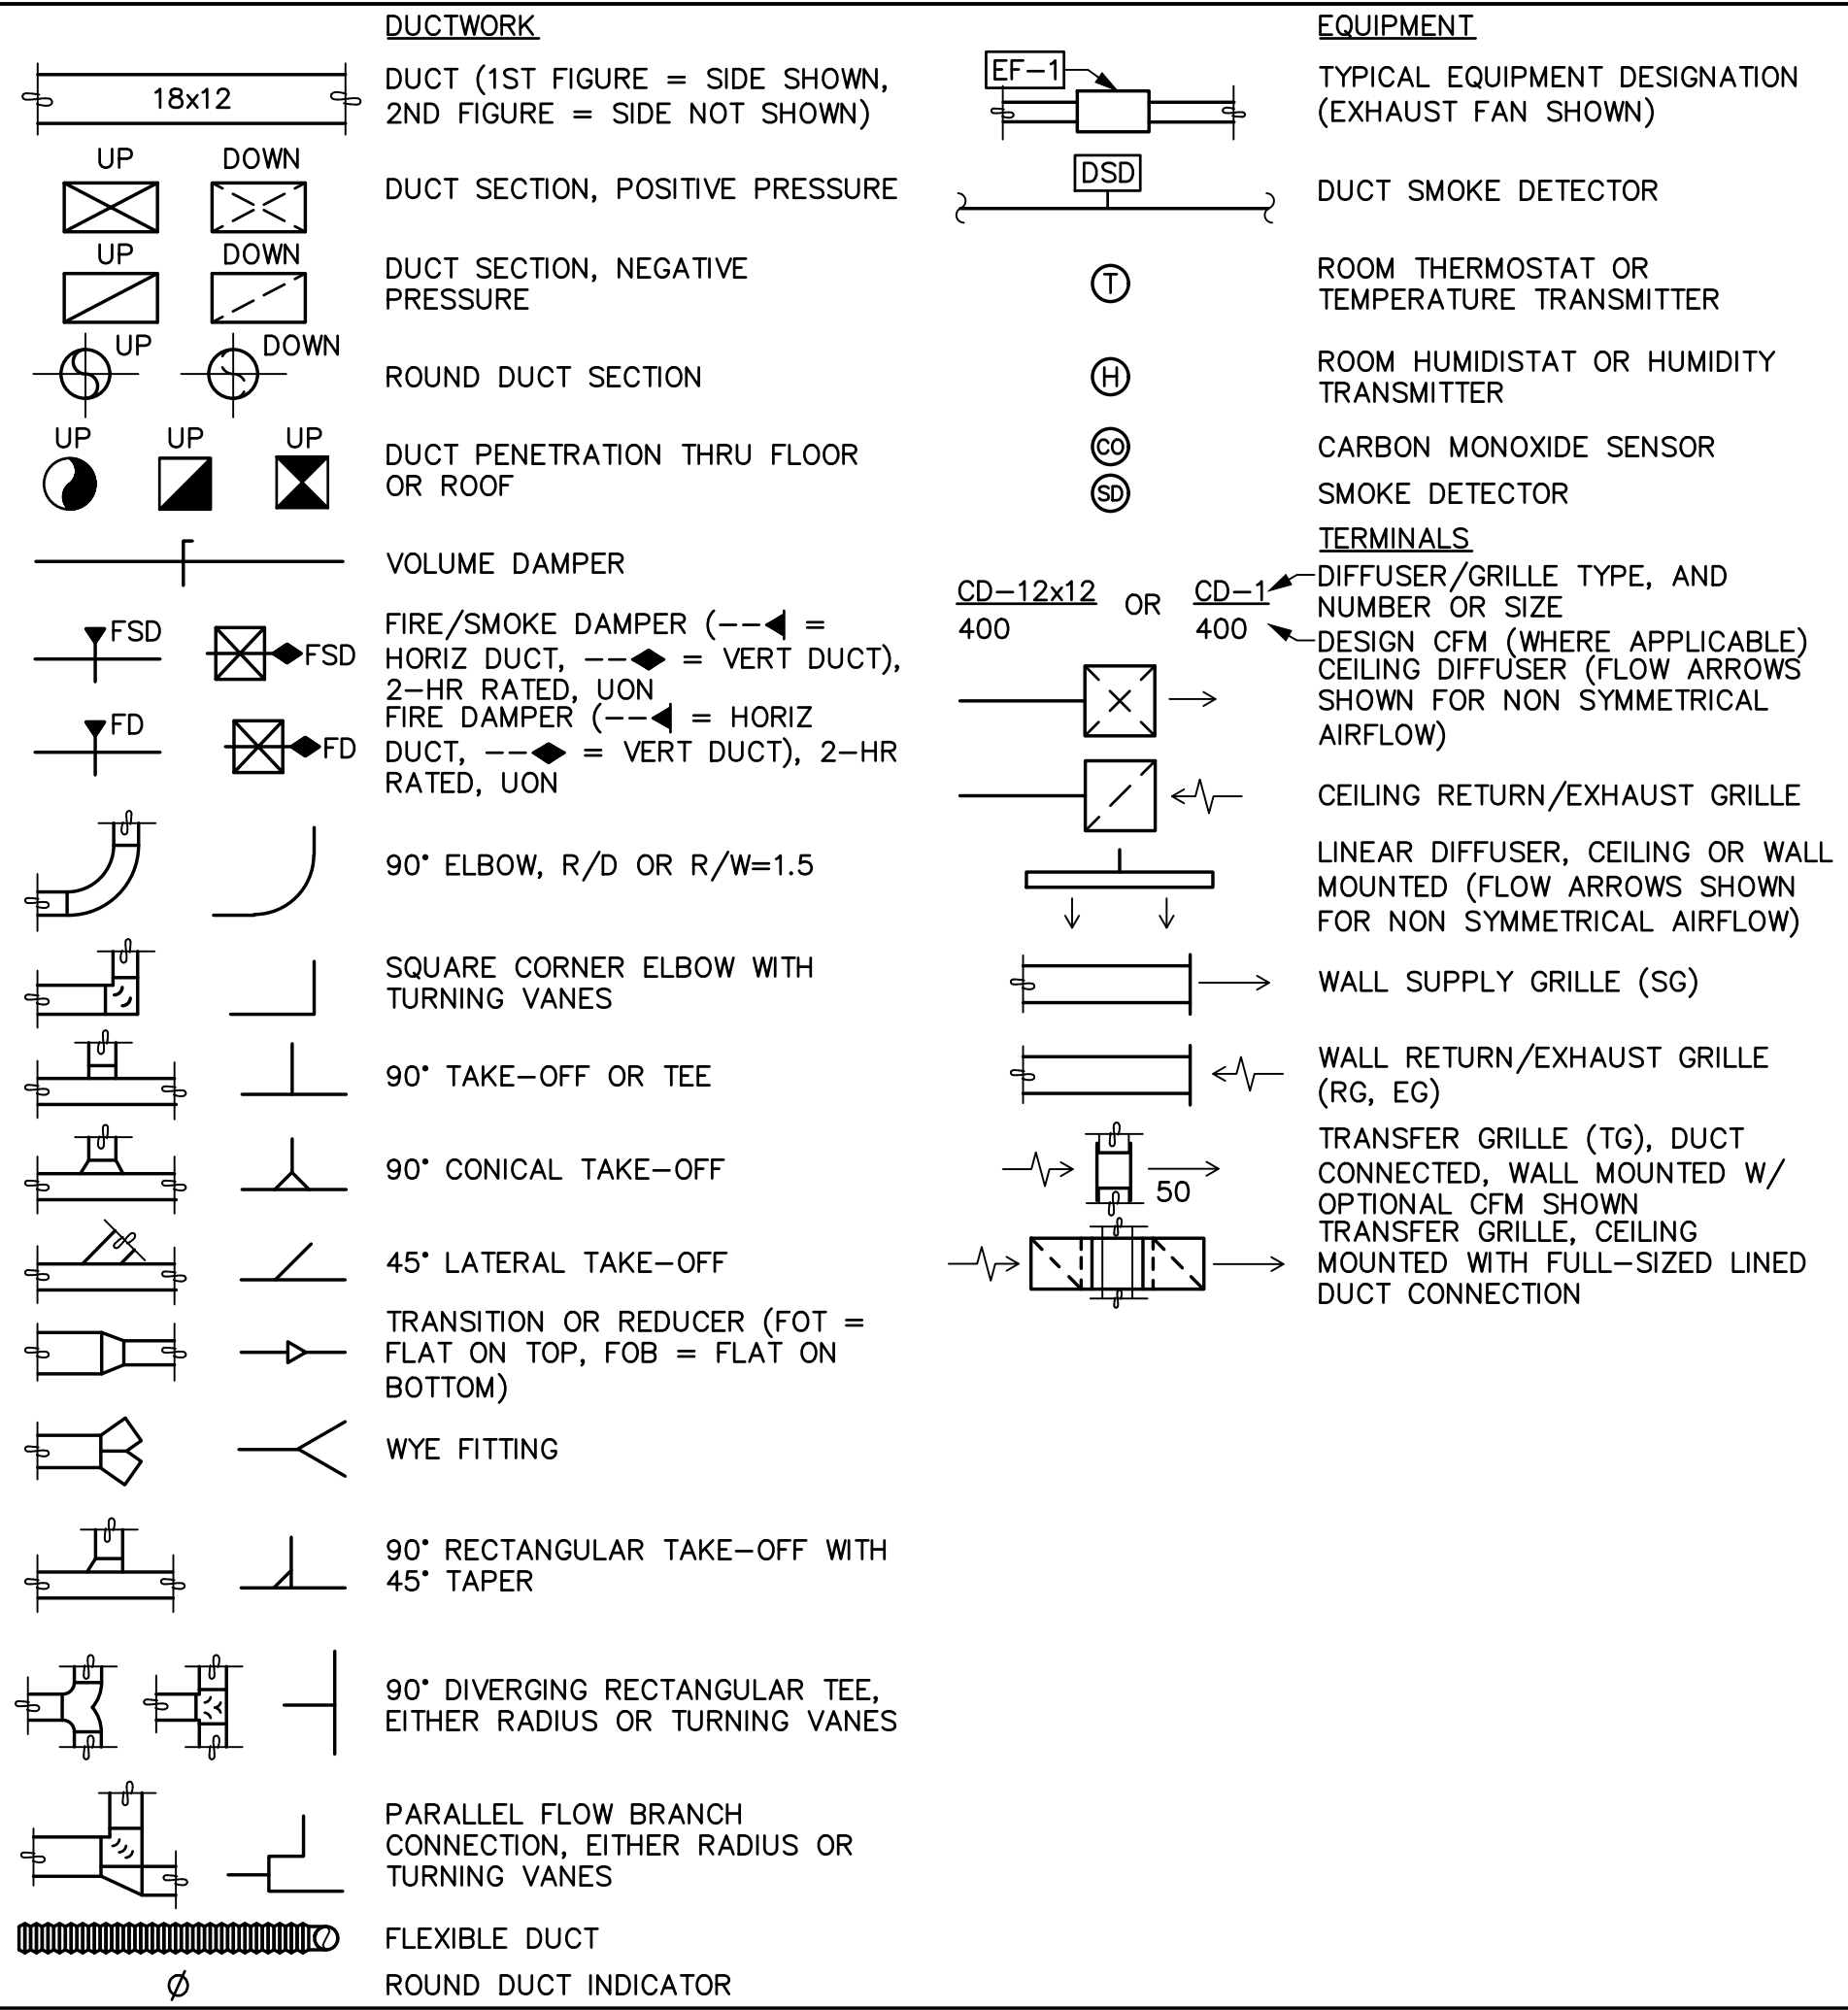 DUCTWORK
18x12
DUCT (1ST FIGURE = SIDE SHOWN,
2ND FIGURE = SIDE NOT SHOWN)
UP DOWN
DUCT SECTION, POSITIVE PRESSURE
UP DOWN
DUCT SECTION, NEGATIVE
PRESSURE
UP DOWN
ROUND DUCT SECTION
UP UP UP
DUCT PENETRATION THRU FLOOR
OR ROOF
VOLUME DAMPER
FSD FSD
FIRE/SMOKE DAMPER (--◀ =
HORIZ DUCT, --◆ = VERT DUCT),
2-HR RATED, UON
FD FD
FIRE DAMPER (--◀ = HORIZ
DUCT, --◆ = VERT DUCT), 2-HR
RATED, UON
90° ELBOW, R/D OR R/W=1.5
SQUARE CORNER ELBOW WITH
TURNING VANES
90° TAKE-OFF OR TEE
90° CONICAL TAKE-OFF
45° LATERAL TAKE-OFF
TRANSITION OR REDUCER (FOT =
FLAT ON TOP, FOB = FLAT ON
BOTTOM)
WYE FITTING
90° RECTANGULAR TAKE-OFF WITH
45° TAPER
90° DIVERGING RECTANGULAR TEE,
EITHER RADIUS OR TURNING VANES
PARALLEL FLOW BRANCH
CONNECTION, EITHER RADIUS OR
TURNING VANES
FLEXIBLE DUCT
Ø
ROUND DUCT INDICATOR
EQUIPMENT
EF-1
TYPICAL EQUIPMENT DESIGNATION
(EXHAUST FAN SHOWN)
DSD
DUCT SMOKE DETECTOR
T
ROOM THERMOSTAT OR
TEMPERATURE TRANSMITTER
H
ROOM HUMIDISTAT OR HUMIDITY
TRANSMITTER
CO
CARBON MONOXIDE SENSOR
SD
SMOKE DETECTOR
TERMINALS
CD-12x12 OR CD-1
400 400
DIFFUSER/GRILLE TYPE, AND
NUMBER OR SIZE
DESIGN CFM (WHERE APPLICABLE)
CEILING DIFFUSER (FLOW ARROWS
SHOWN FOR NON SYMMETRICAL
AIRFLOW)
CEILING RETURN/EXHAUST GRILLE
LINEAR DIFFUSER, CEILING OR WALL
MOUNTED (FLOW ARROWS SHOWN
FOR NON SYMMETRICAL AIRFLOW)
WALL SUPPLY GRILLE (SG)
WALL RETURN/EXHAUST GRILLE
(RG, EG)
50
TRANSFER GRILLE (TG), DUCT
CONNECTED, WALL MOUNTED W/
OPTIONAL CFM SHOWN
TRANSFER GRILLE, CEILING
MOUNTED WITH FULL-SIZED LINED
DUCT CONNECTION